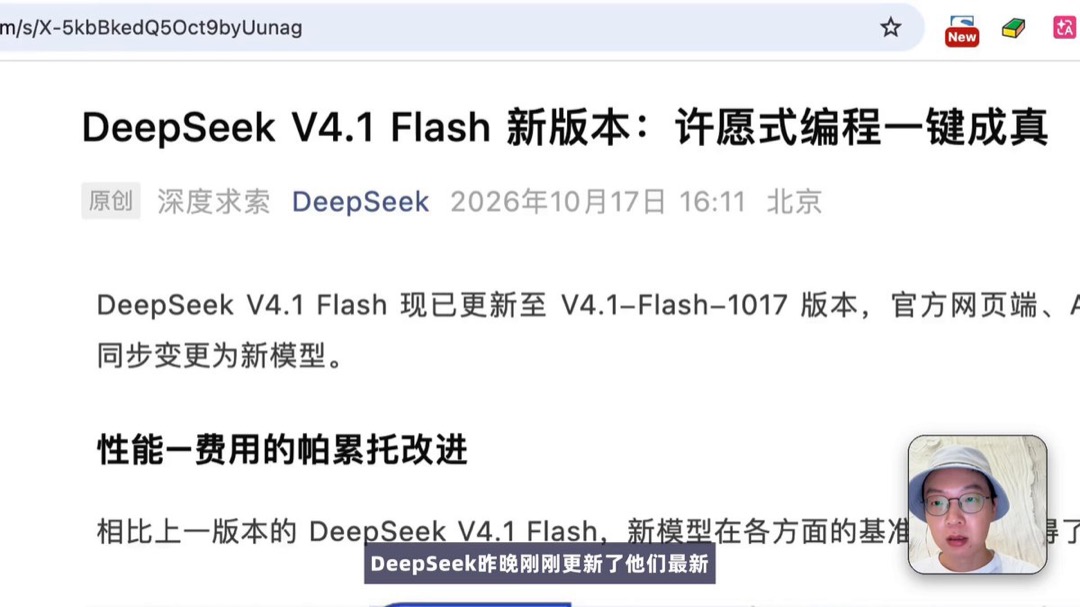 m/s/X-5kbBkedQ5Oct9byUunag
New
DeepSeek V4.1 Flash 新版本：许愿式编程一键成真
原创 深度求索 DeepSeek 2026年10月17日 16:11 北京
DeepSeek V4.1 Flash 现已更新至 V4.1-Flash-1017 版本，官方网页端、A
同步变更为新模型。
性能—费用的帕累托改进
相比上一版本的 DeepSeek V4.1 Flash，新模型在各方面的基准 得了
DeepSeek昨晚刚刚更新了他们最新